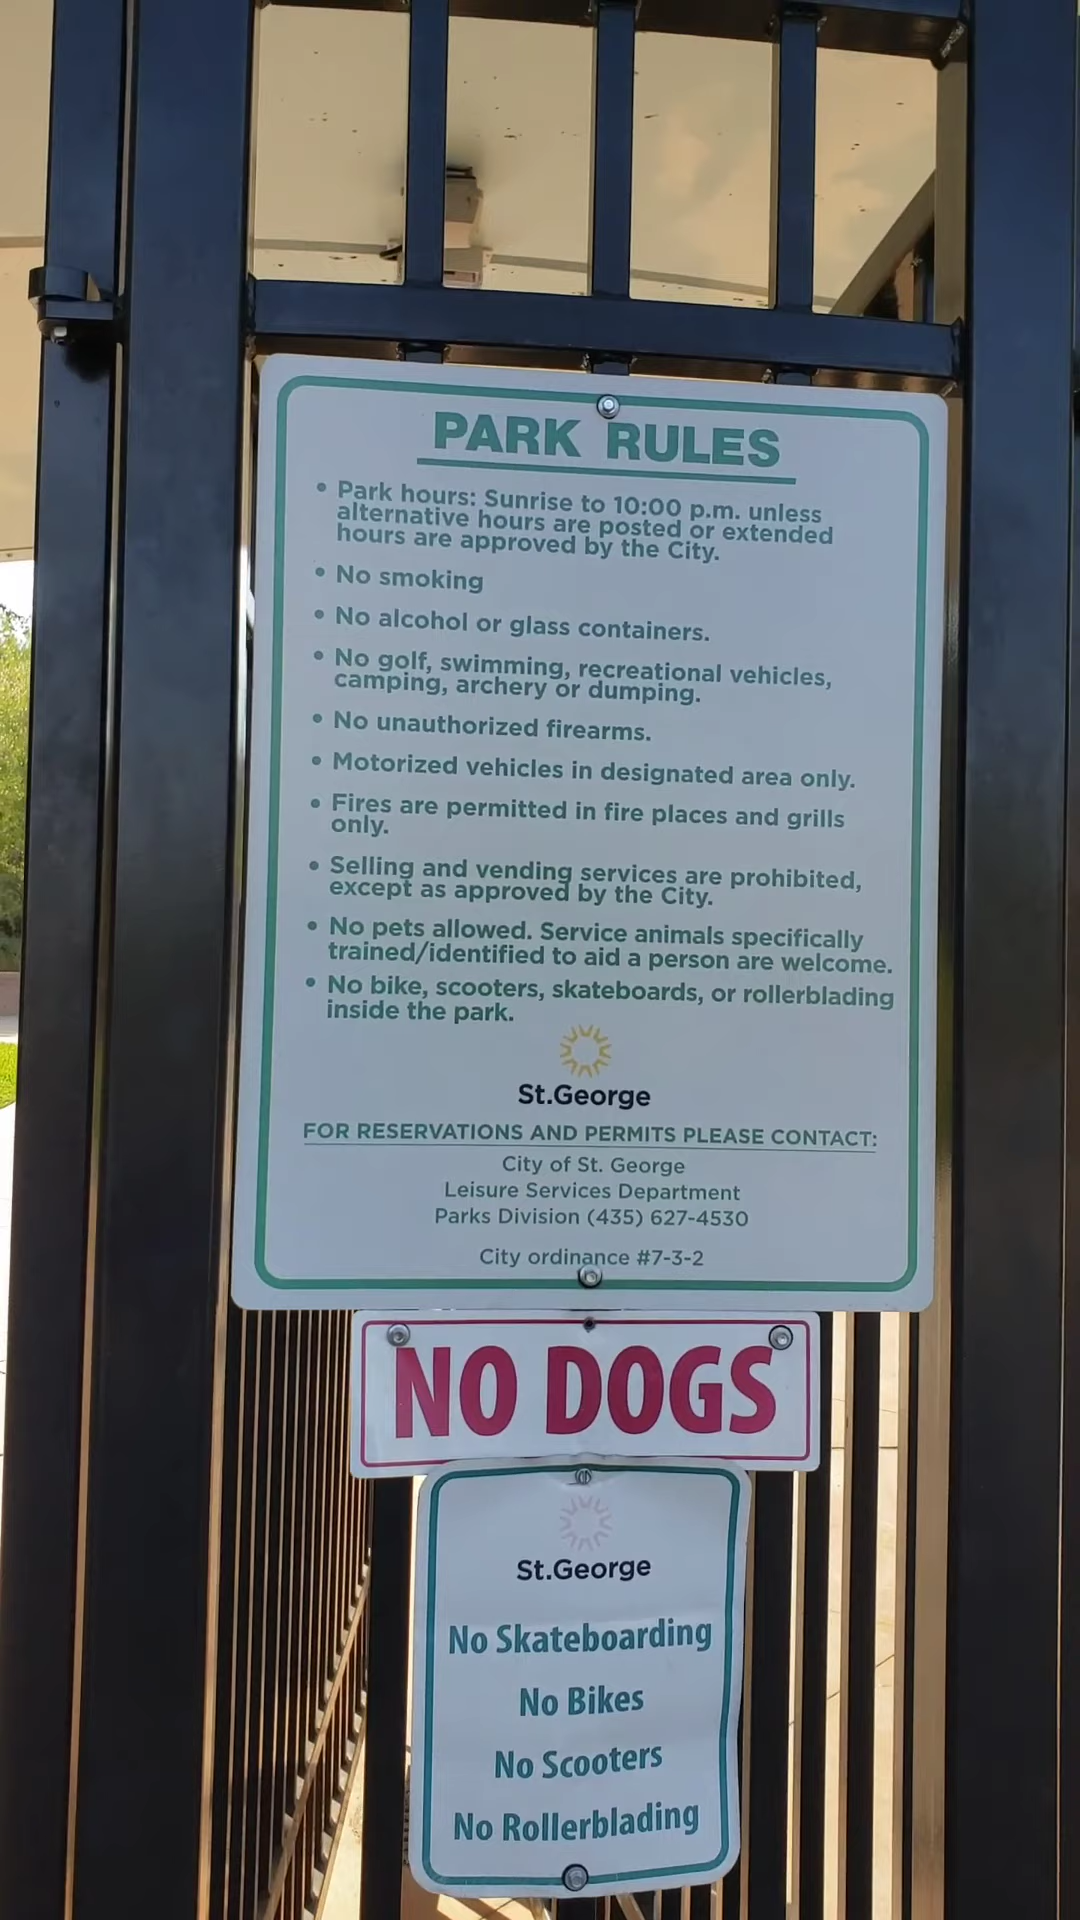 PARK RULES
• Park hours: Sunrise to 10:00 p.m. unless
alternative hours are posted or extended
hours are approved by the City.
• No smoking
• No alcohol or glass containers.
• No golf, swimming, recreational vehicles,
camping, archery or dumping.
• No unauthorized firearms.
• Motorized vehicles in designated area only.
• Fires are permitted in fire places and grills
only.
• Selling and vending services are prohibited,
except as approved by the City.
• No pets allowed. Service animals specifically
trained/identified to aid a person are welcome.
• No bike, scooters, skateboards, or rollerblading
inside the park.
St.George
FOR RESERVATIONS AND PERMITS PLEASE CONTACT:
City of St. George
Leisure Services Department
Parks Division (435) 627-4530
City ordinance #7-3-2
NO DOGS
St.George
No Skateboarding
No Bikes
No Scooters
No Rollerblading